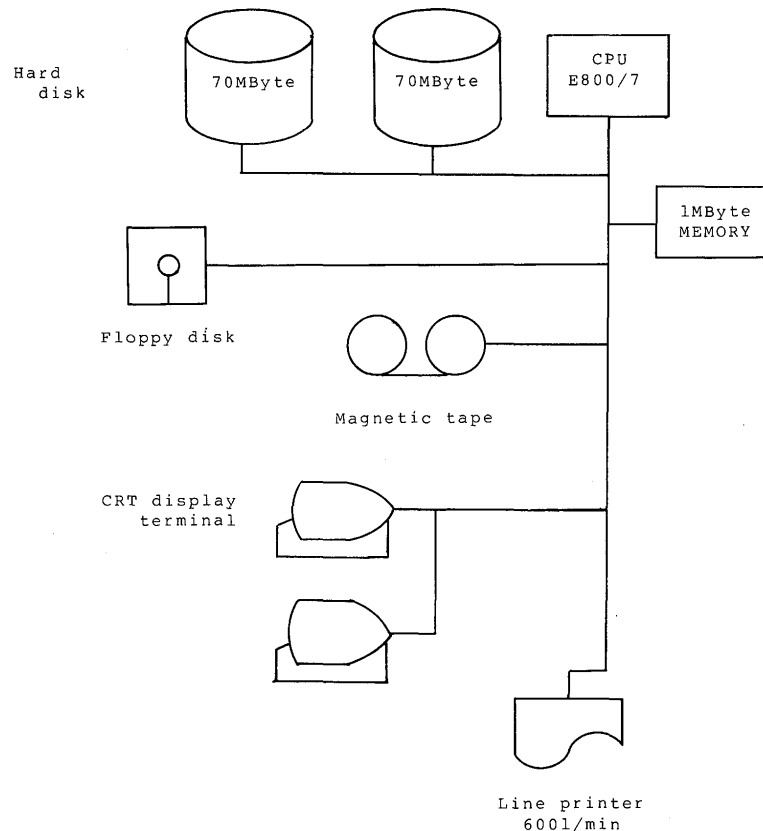 Hard
disk
70MByte
70MByte
CPU
E800/7
1MByte
MEMORY
Floppy disk
Magnetic tape
CRT display
terminal
Line printer
600l/min